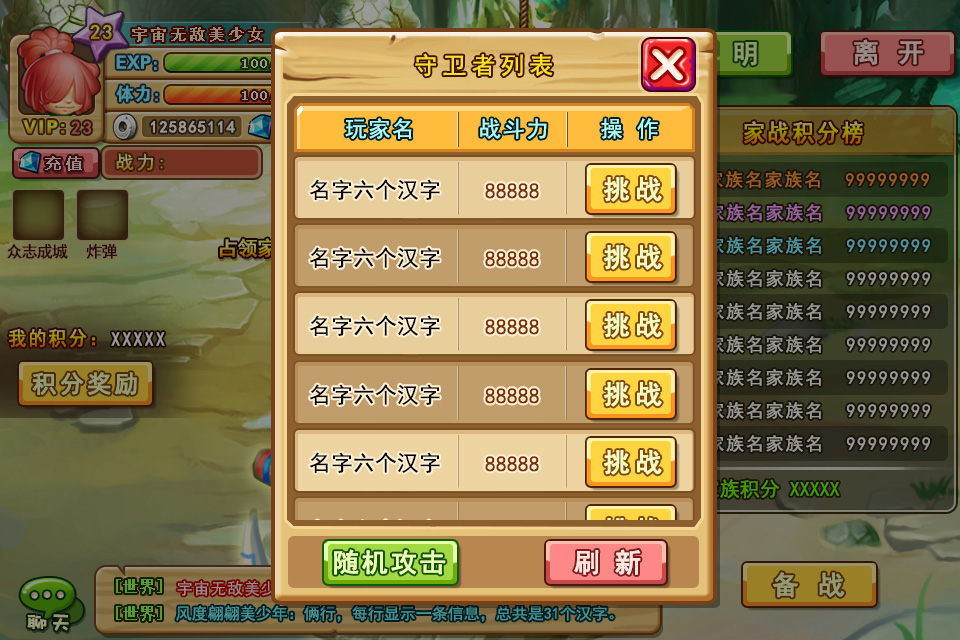 23
宇宙无敌美少女
EXP:
100
体力:
100
VIP: 23
125865114
充值
战力:
众志成城
炸弹
占领家
我的积分: XXXXX
积分奖励
明
离 开
守卫者列表
玩家名 战斗力 操 作
名字六个汉字 88888 挑 战
名字六个汉字 88888 挑 战
名字六个汉字 88888 挑 战
名字六个汉字 88888 挑 战
名字六个汉字 88888 挑 战
随机攻击 刷 新
家战积分榜
家族名家族名 99999999
家族名家族名 99999999
家族名家族名 99999999
家族名家族名 99999999
家族名家族名 99999999
家族名家族名 99999999
家族名家族名 99999999
家族名家族名 99999999
家族名家族名 99999999
族积分 XXXXX
备 战
聊 天
[世界] 宇宙无敌美少
[世界] 风度翩翩美少年：俩行，每行显示一条信息，总共是31个汉字。